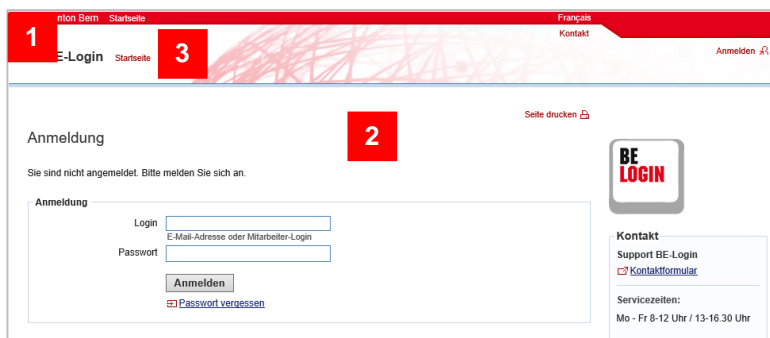 1
nton Bern Startseite
Français
Kontakt
E-Login Startseite
3
Anmelden
Seite drucken
2
Anmeldung
Sie sind nicht angemeldet. Bitte melden Sie sich an.
Anmeldung
Login
E-Mail-Adresse oder Mitarbeiter-Login
Passwort
Anmelden
Passwort vergessen
BE
LOGIN
Kontakt
Support BE-Login
Kontaktformular
Servicezeiten:
Mo - Fr 8-12 Uhr / 13-16.30 Uhr